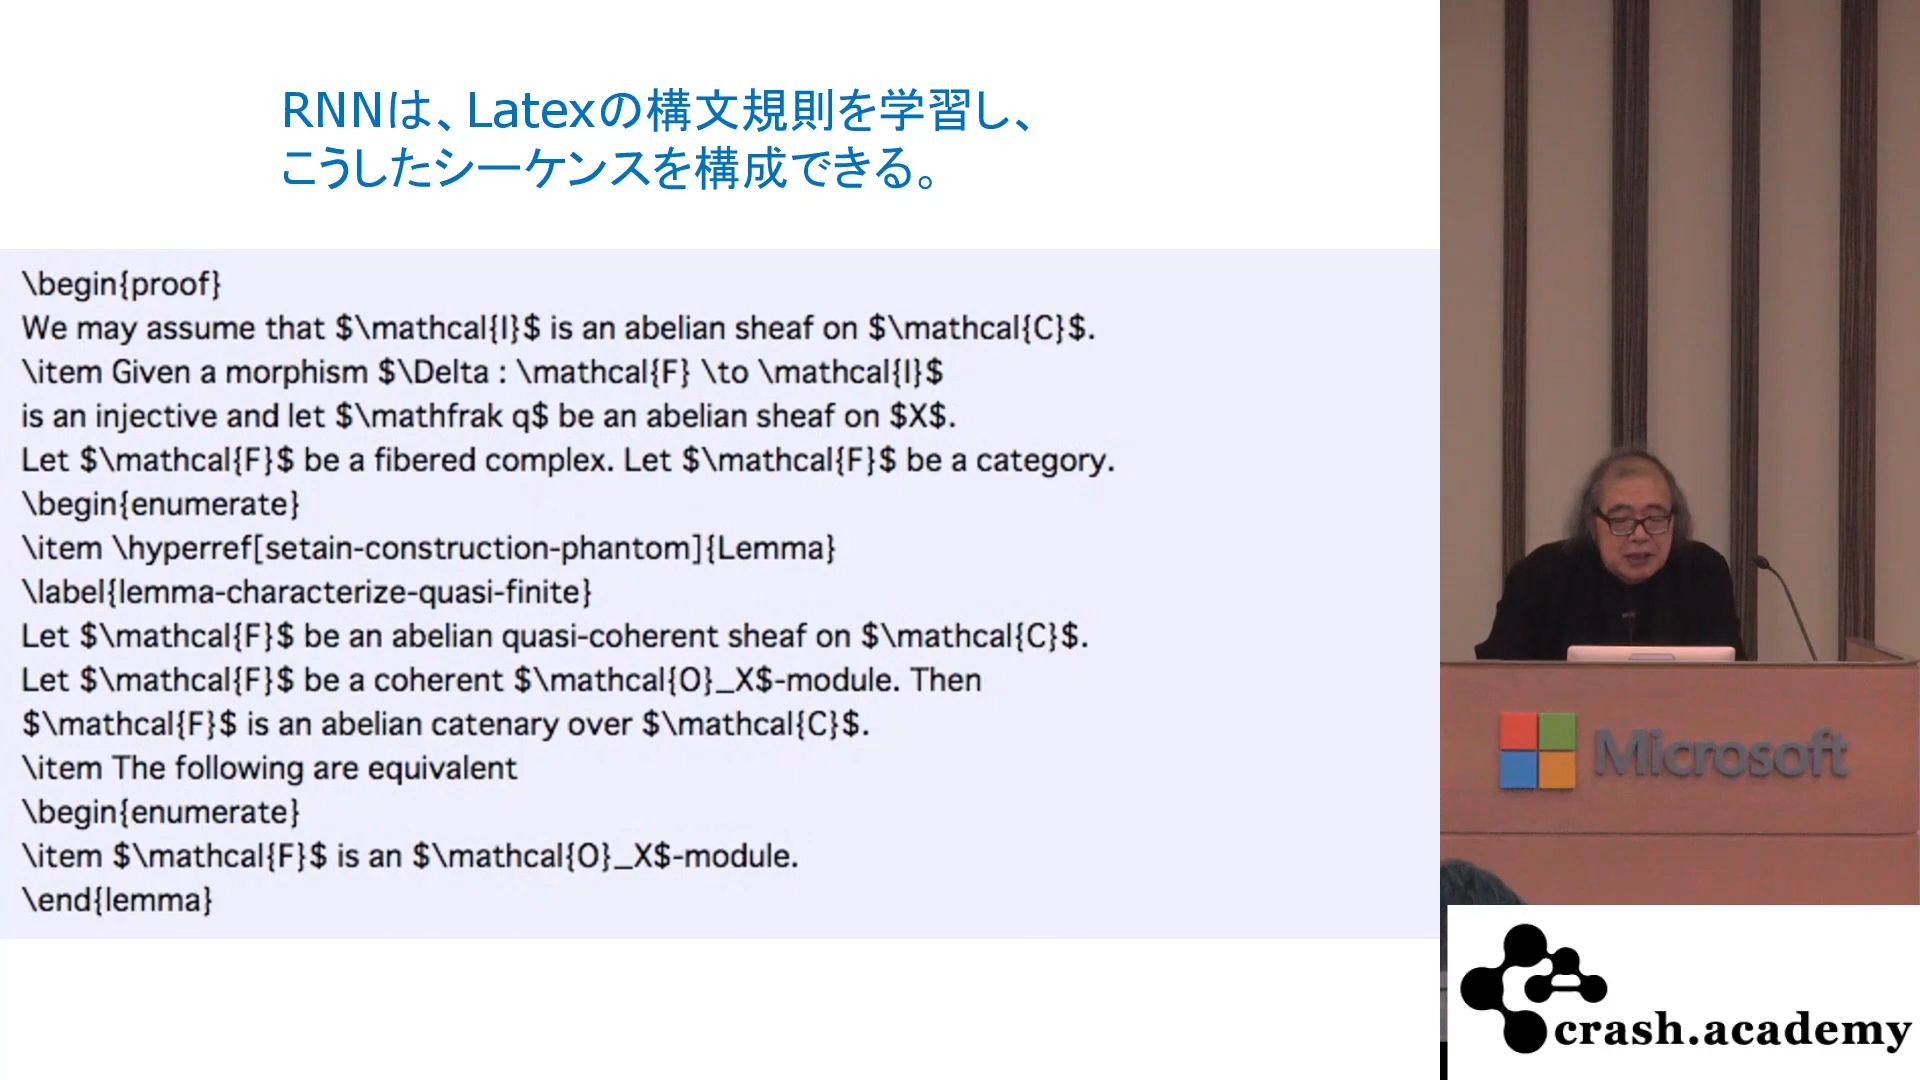 RNNは、Latexの構文規則を学習し、
こうしたシーケンスを構成できる。
\begin{proof}
We may assume that $\mathcal{I}$ is an abelian sheaf on $\mathcal{C}$.
\item Given a morphism $\Delta : \mathcal{F} \to \mathcal{I}$
is an injective and let $\mathfrak q$ be an abelian sheaf on $X$.
Let $\mathcal{F}$ be a fibered complex. Let $\mathcal{F}$ be a category.
\begin{enumerate}
\item \hyperref[setain-construction-phantom]{Lemma}
\label{lemma-characterize-quasi-finite}
Let $\mathcal{F}$ be an abelian quasi-coherent sheaf on $\mathcal{C}$.
Let $\mathcal{F}$ be a coherent $\mathcal{O}_X$-module. Then
$\mathcal{F}$ is an abelian catenary over $\mathcal{C}$.
\item The following are equivalent
\begin{enumerate}
\item $\mathcal{F}$ is an $\mathcal{O}_X$-module.
\end{lemma}
Microsoft
crash.academy